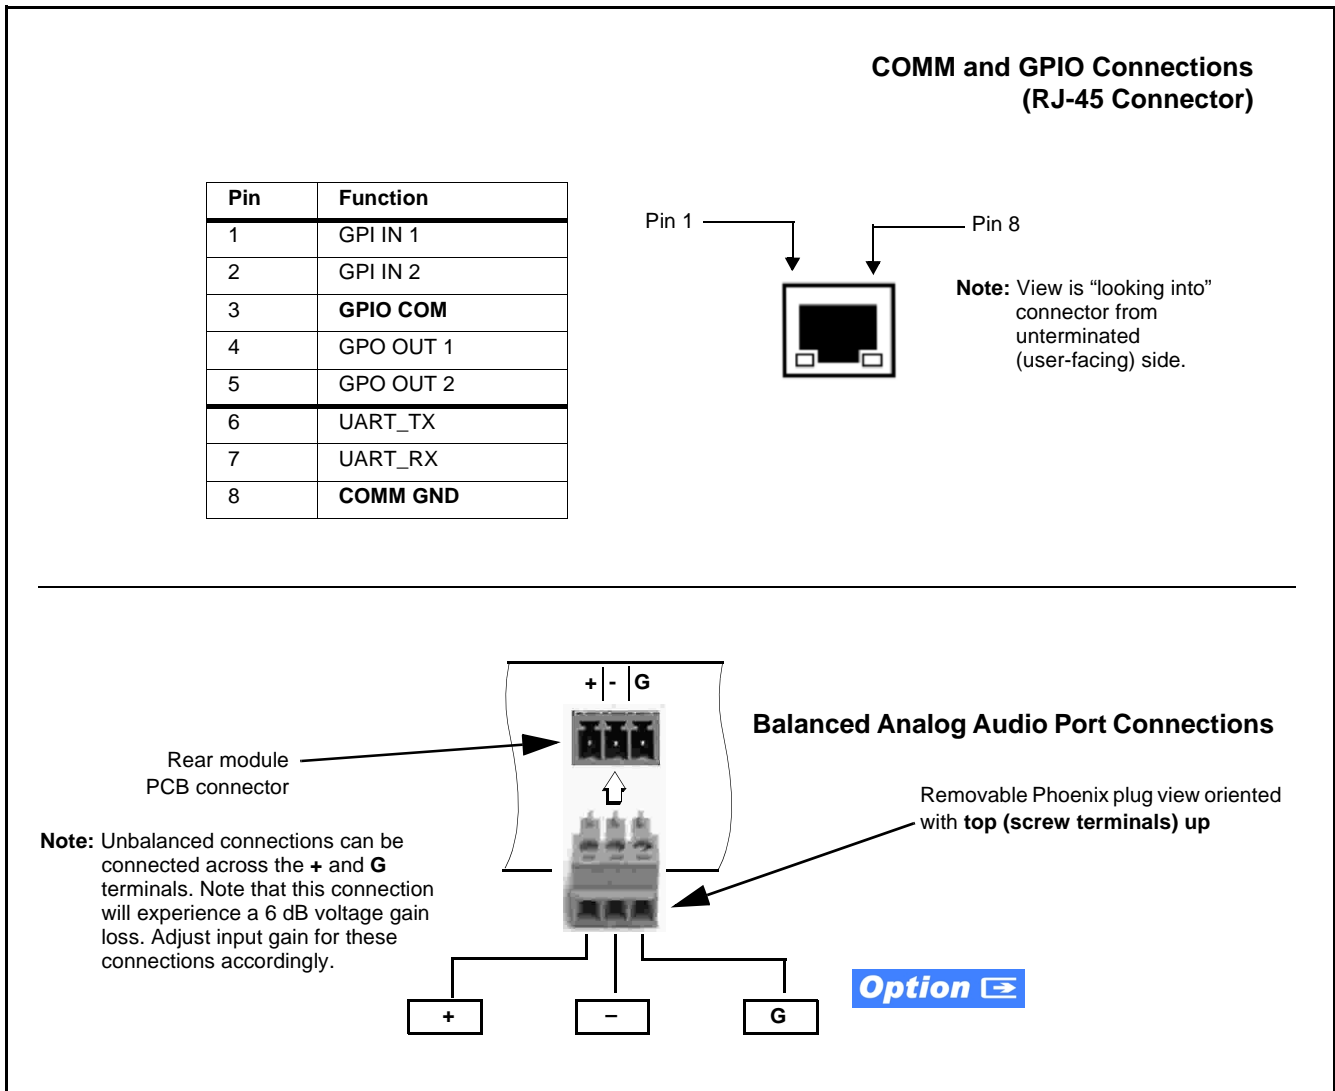 COMM and GPIO Connections
(RJ-45 Connector)
Pin Function
1 GPI IN 1
2 GPI IN 2
3 GPIO COM
4 GPO OUT 1
5 GPO OUT 2
6 UART_TX
7 UART_RX
8 COMM GND
Pin 1
Pin 8
Note: View is “looking into”
connector from
unterminated
(user-facing) side.
+ - G
Balanced Analog Audio Port Connections
Rear module
PCB connector
Removable Phoenix plug view oriented
with top (screw terminals) up
Note: Unbalanced connections can be
connected across the + and G
terminals. Note that this connection
will experience a 6 dB voltage gain
loss. Adjust input gain for these
connections accordingly.
Option
+ – G